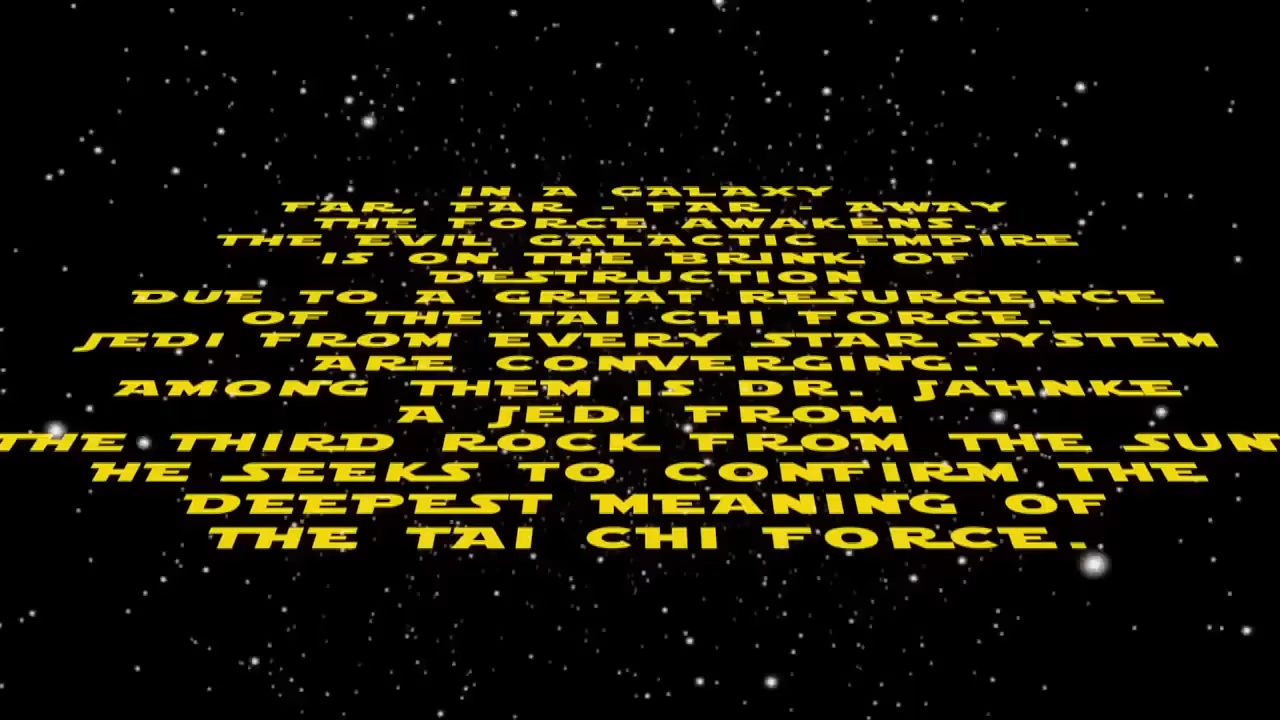 IN A GALAXY
FAR, FAR - FAR - AWAY
THE FORCE AWAKENS.
THE EVIL GALACTIC EMPIRE
IS ON THE BRINK OF
DESTRUCTION
DUE TO A GREAT RESURGENCE
OF THE TAI CHI FORCE.
JEDI FROM EVERY STAR SYSTEM
ARE CONVERGING.
AMONG THEM IS DR. JAHNKE
A JEDI FROM
THE THIRD ROCK FROM THE SUN
HE SEEKS TO CONFIRM THE
DEEPEST MEANING OF
THE TAI CHI FORCE.